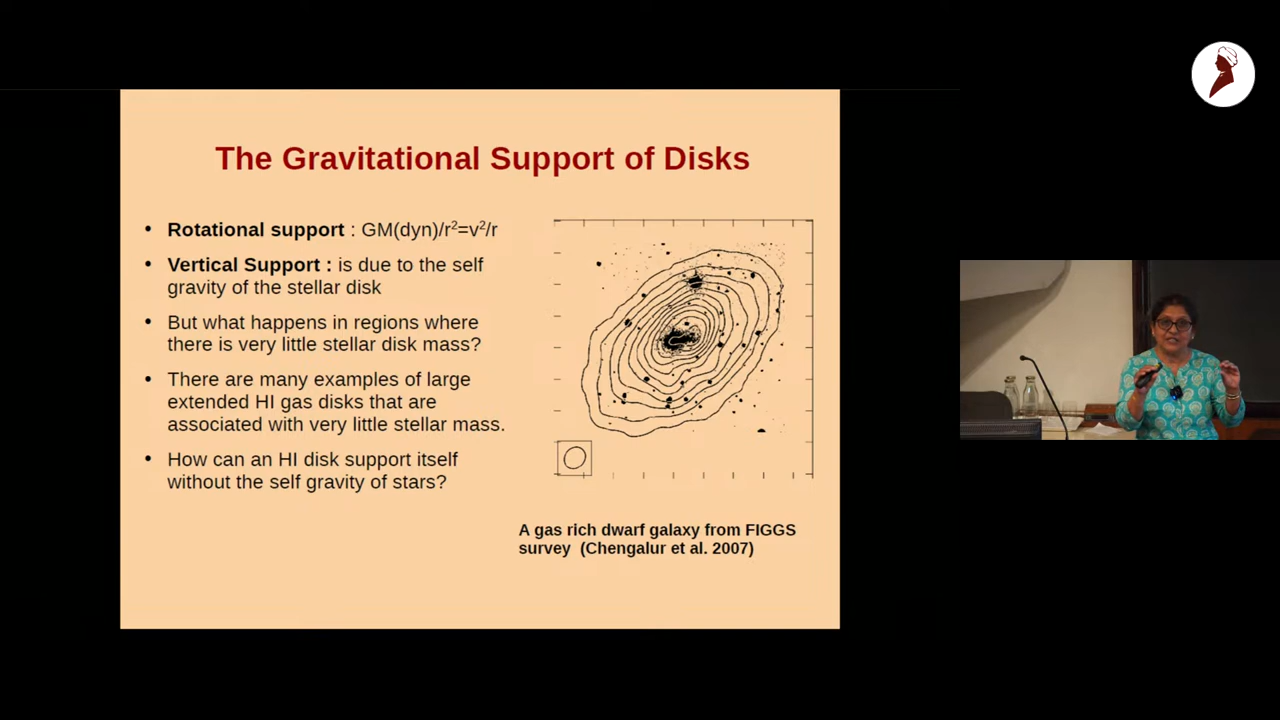 The Gravitational Support of Disks
• Rotational support : GM(dyn)/r²=v²/r
• Vertical Support : is due to the self
gravity of the stellar disk
• But what happens in regions where
there is very little stellar disk mass?
• There are many examples of large
extended HI gas disks that are
associated with very little stellar mass.
• How can an HI disk support itself
without the self gravity of stars?
A gas rich dwarf galaxy from FIGGS
survey (Chengalur et al. 2007)